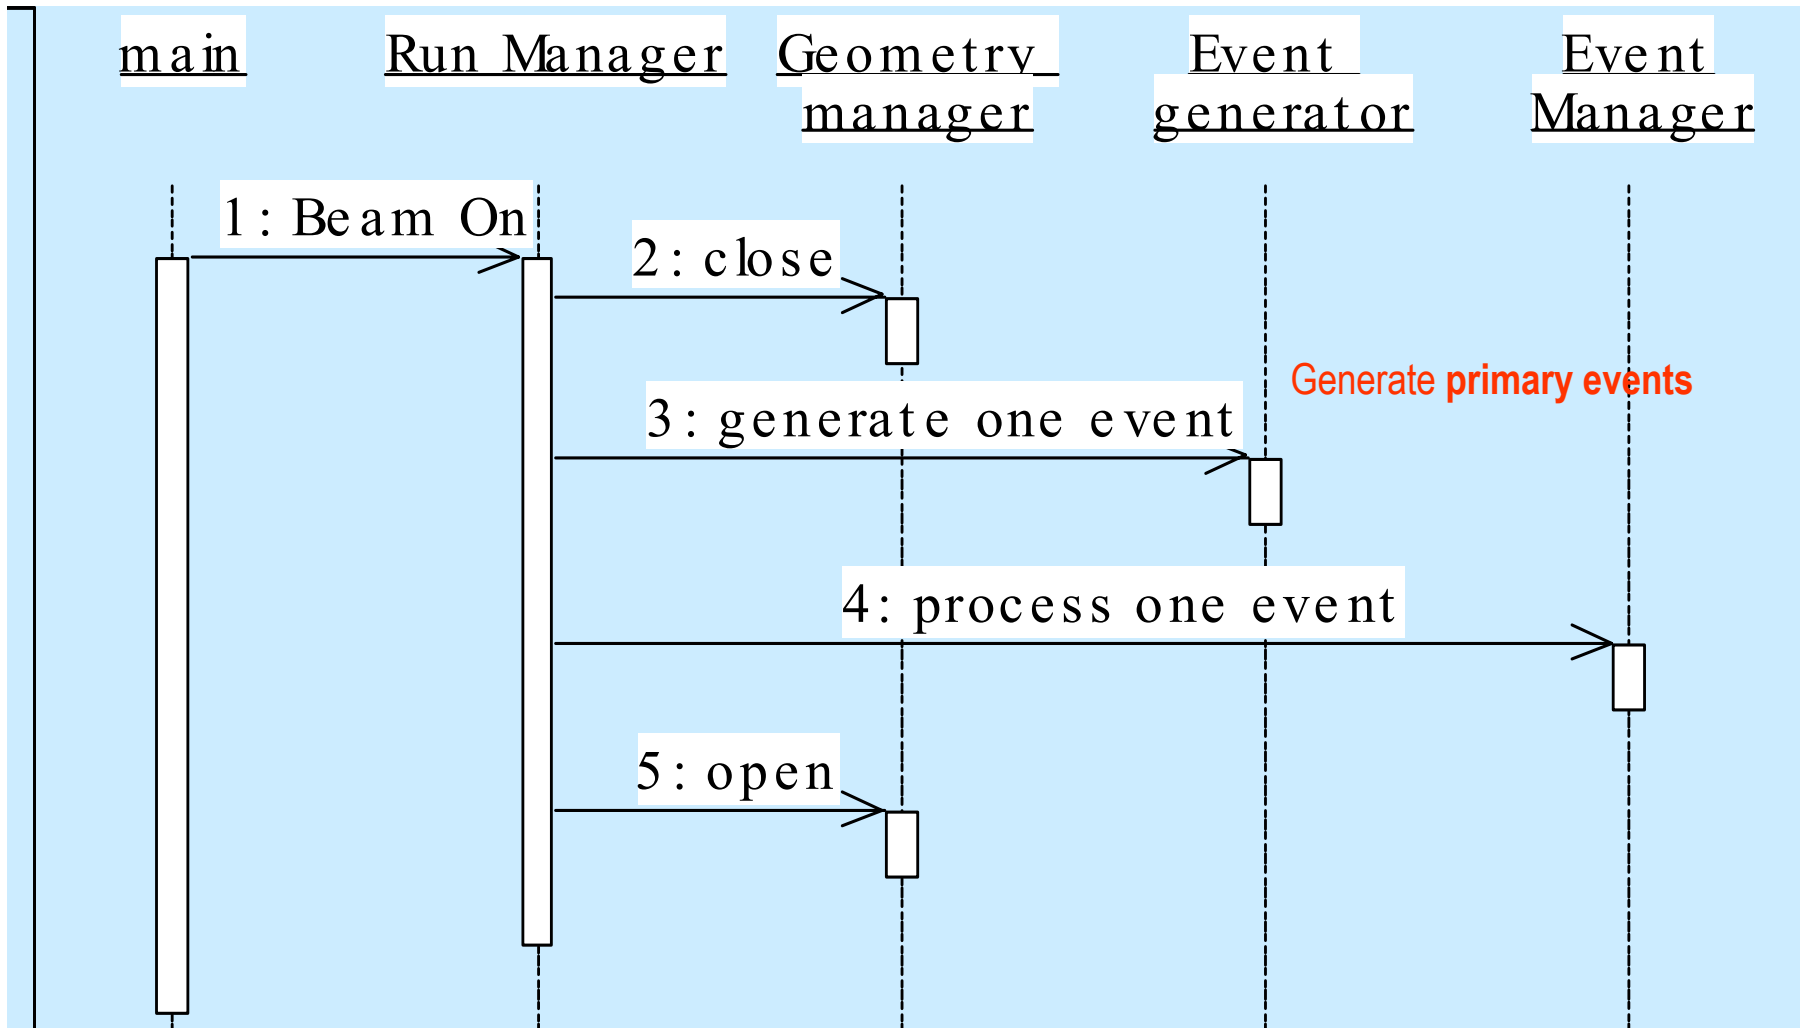 main
Run Manager
Geometry
manager
Event
generator
Event
Manager
1: Beam On
2: close
Generate primary events
3: generate one event
4: process one event
5: open